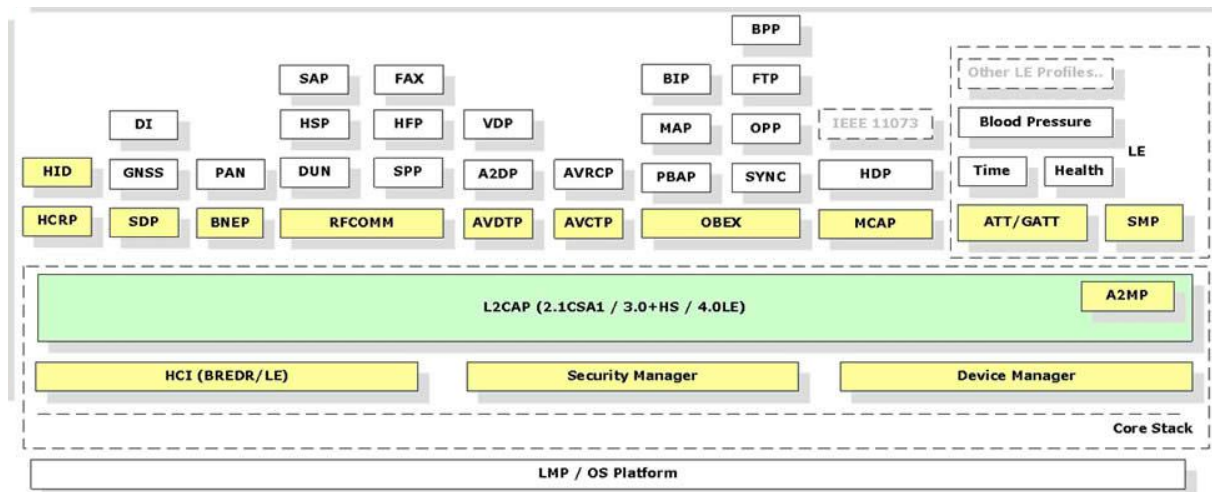 BPP
SAP FAX BIP FTP Other LE Profiles..
DI HSP HFP VDP MAP OPP IEEE 11073 Blood Pressure
LE
HID GNSS PAN DUN SPP A2DP AVRCP PBAP SYNC HDP Time Health
HCRP SDP BNEP RFCOMM AVDTP AVCTP OBEX MCAP ATT/GATT SMP
A2MP
L2CAP (2.1CSA1 / 3.0+HS / 4.0LE)
HCI (BREDR/LE) Security Manager Device Manager
Core Stack
LMP / OS Platform